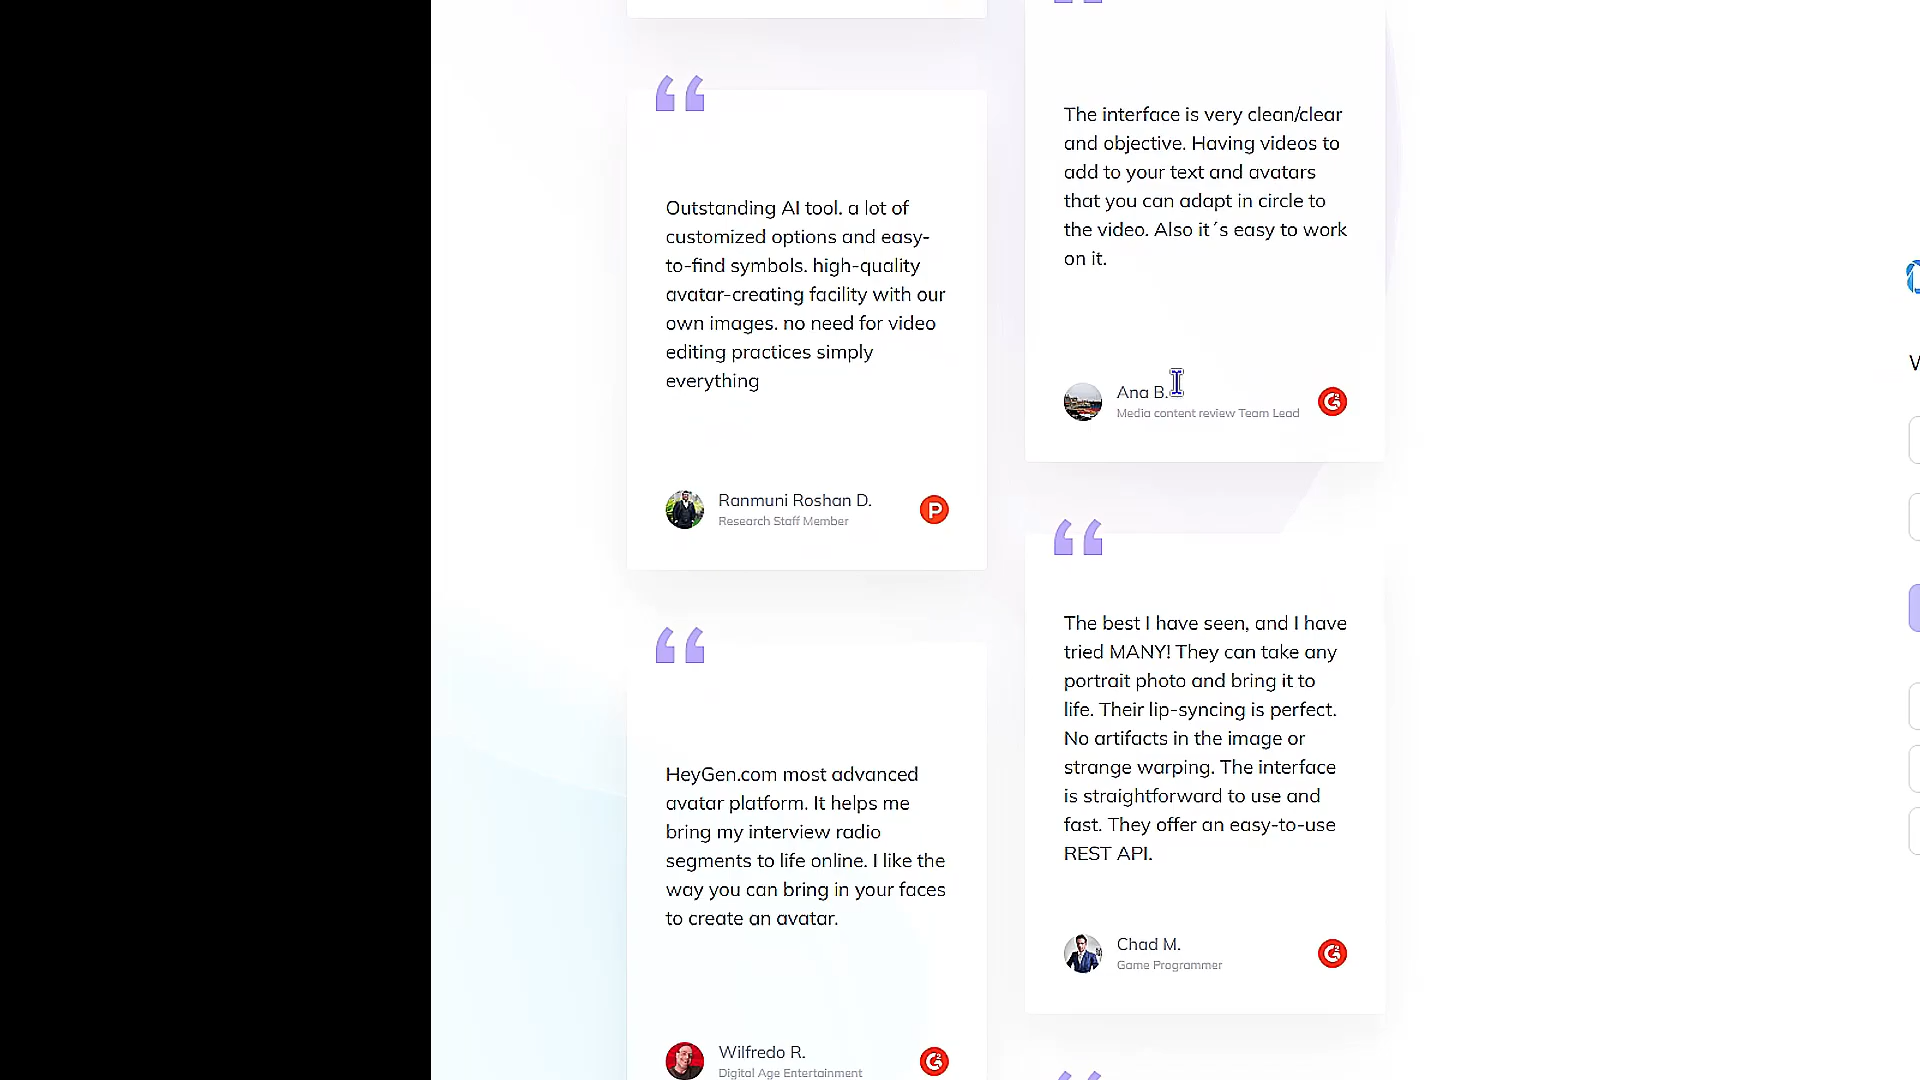 Outstanding AI tool. a lot of
customized options and easy-
to-find symbols. high-quality
avatar-creating facility with our
own images. no need for video
editing practices simply
everything
Ranmuni Roshan D.
Research Staff Member
HeyGen.com most advanced
avatar platform. It helps me
bring my interview radio
segments to life online. I like the
way you can bring in your faces
to create an avatar.
Wilfredo R.
Digital Age Entertainment
The interface is very clean/clear
and objective. Having videos to
add to your text and avatars
that you can adapt in circle to
the video. Also it´s easy to work
on it.
Ana B.
Media content review Team Lead
The best I have seen, and I have
tried MANY! They can take any
portrait photo and bring it to
life. Their lip-syncing is perfect.
No artifacts in the image or
strange warping. The interface
is straightforward to use and
fast. They offer an easy-to-use
REST API.
Chad M.
Game Programmer